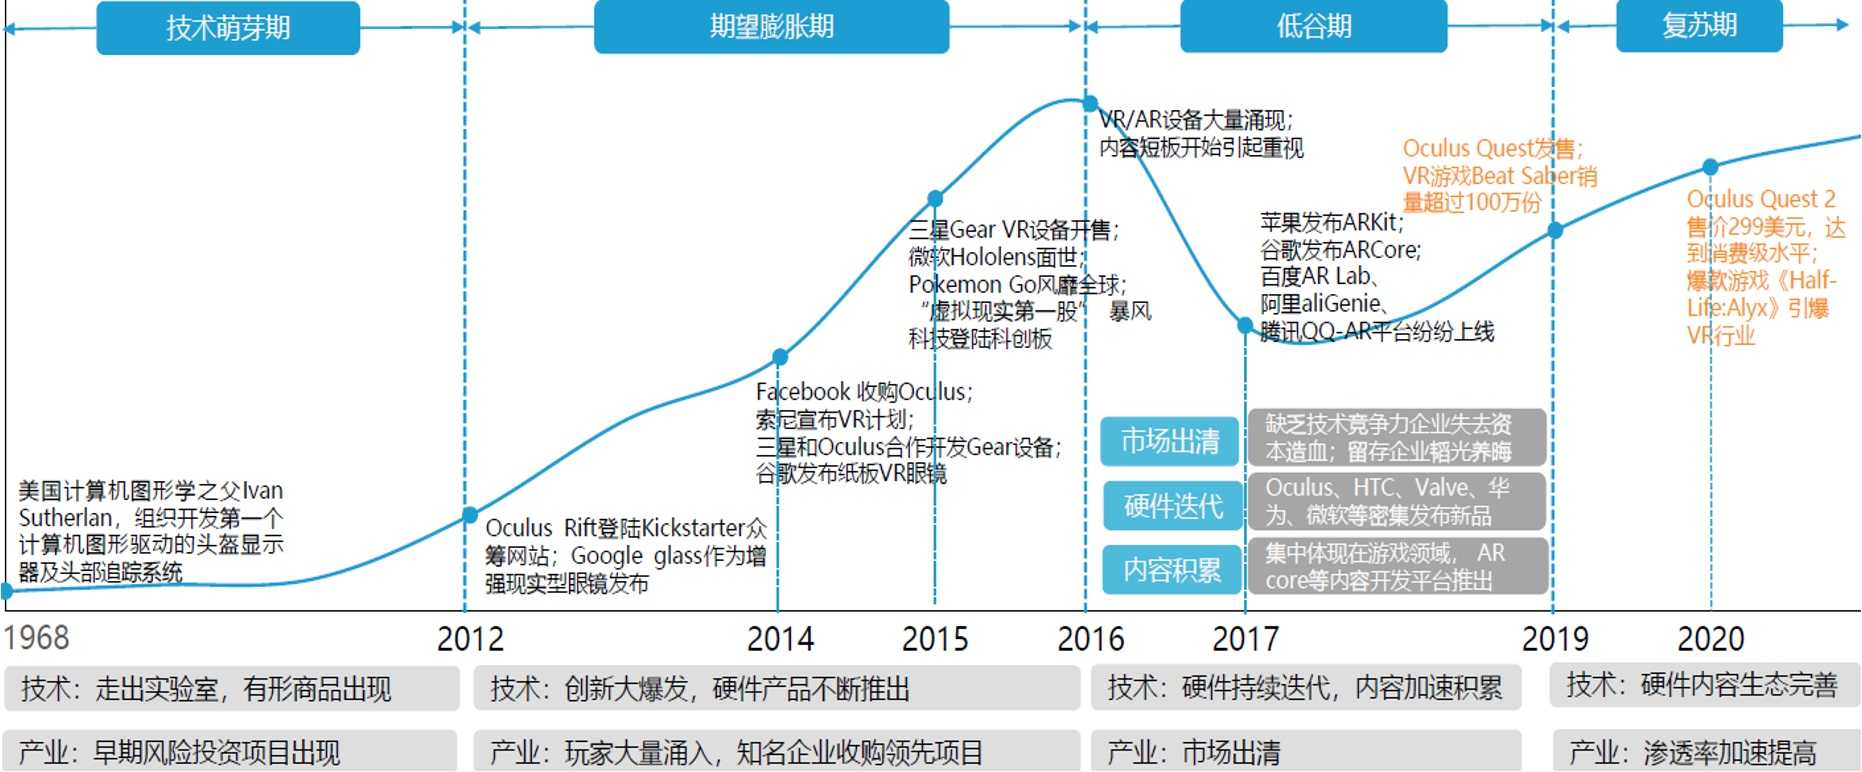 技术萌芽期
期望膨胀期
低谷期
复苏期
VR/AR设备大量涌现；
内容短板开始引起重视
Oculus Quest发售；
VR游戏Beat Saber销
量超过100万份
Oculus Quest 2
售价299美元，达
到消费级水平；
爆款游戏《Half-
Life:Alyx》引爆
VR行业
苹果发布ARKit；
谷歌发布ARCore；
百度AR Lab、
阿里aliGenie、
腾讯QQ-AR平台纷纷上线
三星Gear VR设备开售；
微软Hololens面世；
Pokemon Go风靡全球；
“虚拟现实第一股” 暴风
科技登陆科创板
Facebook 收购Oculus；
索尼宣布VR计划；
三星和Oculus合作开发Gear设备；
谷歌发布纸板VR眼镜
美国计算机图形学之父Ivan
Sutherlan，组织开发第一个
计算机图形驱动的头盔显示
器及头部追踪系统
Oculus Rift登陆Kickstarter众
筹网站；Google glass作为增
强现实型眼镜发布
市场出清
缺乏技术竞争力企业失去资
本造血；留存企业韬光养晦
硬件迭代
Oculus、HTC、Valve、华
为、微软等密集发布新品
内容积累
集中体现在游戏领域， AR
core等内容开发平台推出
1968
2012
2014
2015
2016
2017
2019
2020
技术：走出实验室，有形商品出现
技术：创新大爆发，硬件产品不断推出
技术：硬件持续迭代，内容加速积累
技术：硬件内容生态完善
产业：早期风险投资项目出现
产业：玩家大量涌入，知名企业收购领先项目
产业：市场出清
产业：渗透率加速提高